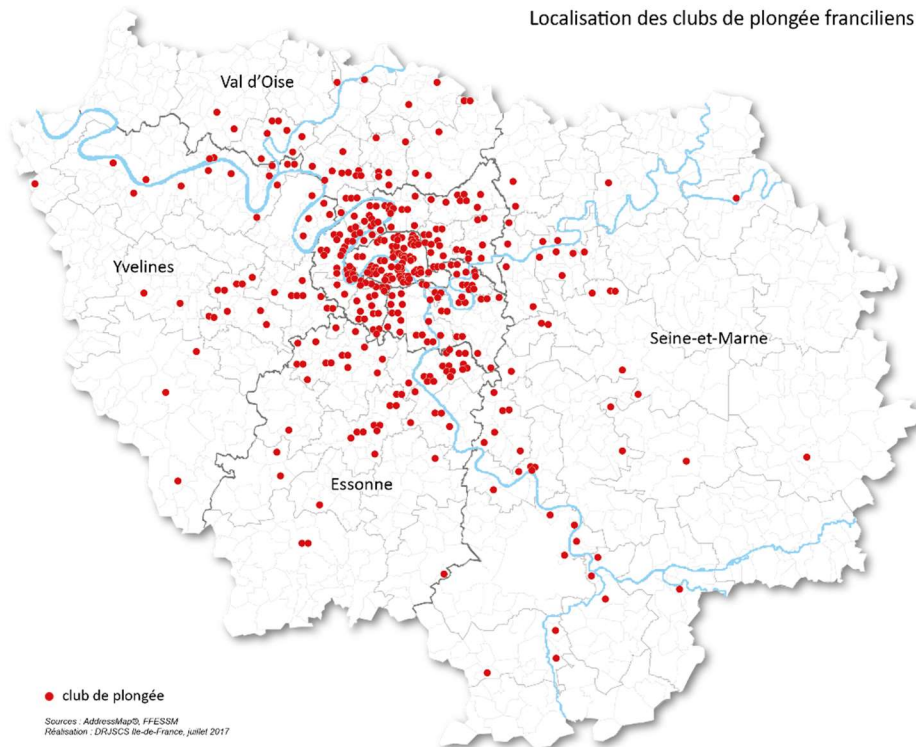 Localisation des clubs de plongée franciliens
Val d'Oise
Yvelines
Seine-et-Marne
Essonne
club de plongée
Sources : AddressMap©, FFESSM
Réalisation : DRJSCS Ile-de-France, juillet 2017